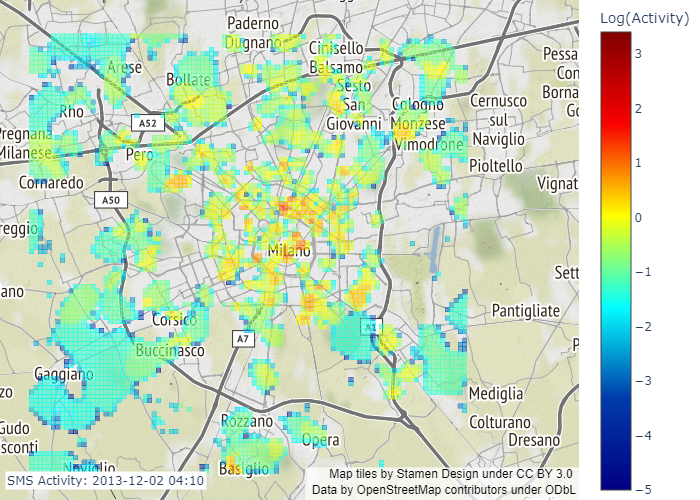 Log(Activity)
3
2
1
0
−1
−2
−3
−4
−5
Paderno
Dugnano
Cinisello
Balsamo
Sesto
San
Giovanni
Arese
Bollate
Rho
A52
Pregnana
Milanese
Pero
Cornaredo
A50
Cologno
Monzese
Vimodrone
Cernusco
sul
Naviglio
Pioltello
Pessa
Con
Borna
Go
Vignat
reggio
Milano
Sett
ano
Corsico
A7
A1
Pantigliate
P
Buccinasco
Gaggiano
zo
Mediglia
Gudo
sconti
Rozzano
Opera
Colturano
Dresano
Noviglio
Basiglio
SMS Activity: 2013-12-02 04:10
Map tiles by Stamen Design under CC BY 3.0
Data by OpenStreetMap contributors under ODbL